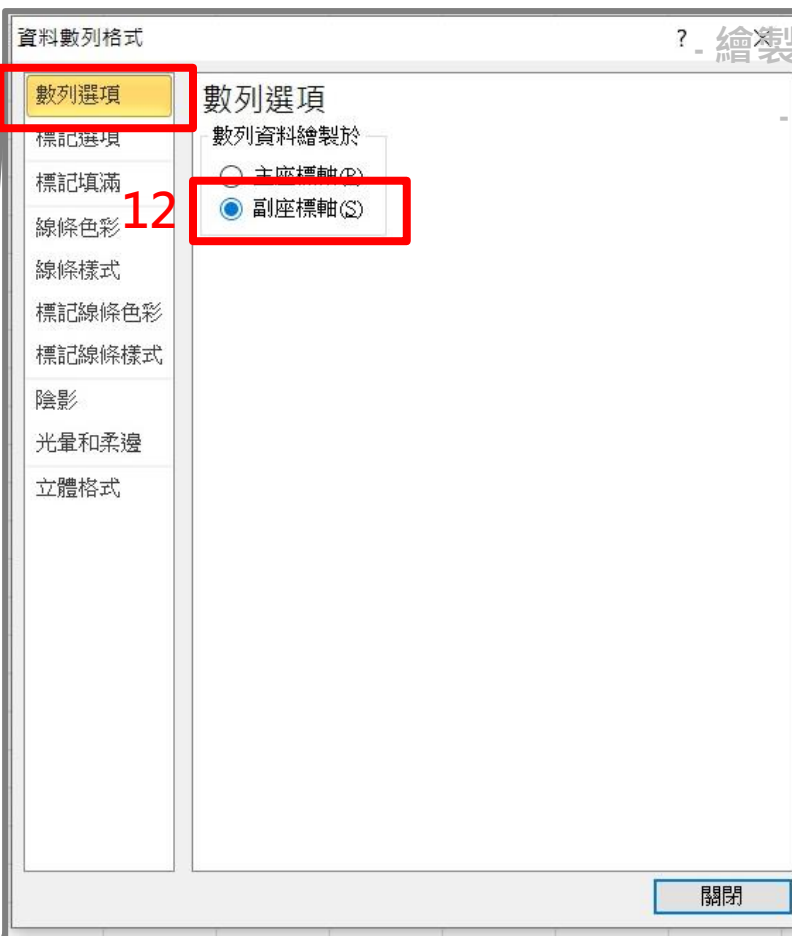 資料數列格式 ? - 繪製
-
數列選項
標記選項
標記填滿
線條色彩
線條樣式
標記線條色彩
標記線條樣式
陰影
光暈和柔邊
立體格式
12
數列選項
數列資料繪製於
主座標軸(P)
副座標軸(S)
關閉